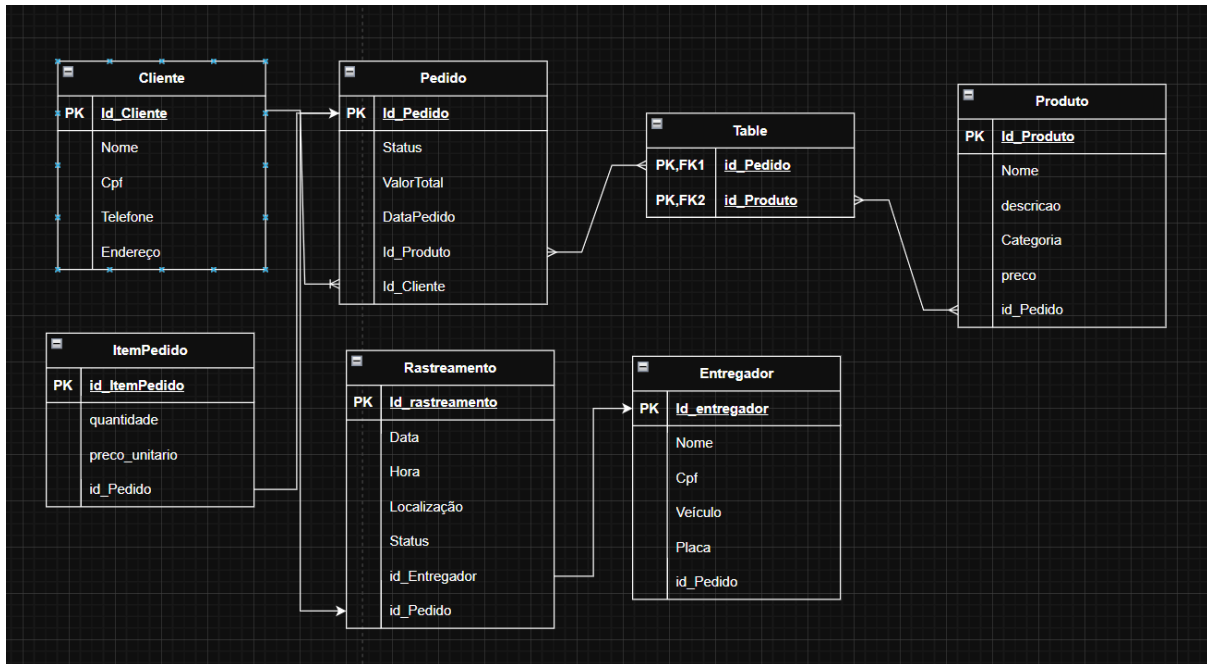 Cliente
PK Id_Cliente
Nome
Cpf
Telefone
Endereço
Pedido
PK Id_Pedido
Status
ValorTotal
DataPedido
Id_Produto
Id_Cliente
Table
PK,FK1 id_Pedido
PK,FK2 id_Produto
Produto
PK Id_Produto
Nome
descricao
Categoria
preco
id_Pedido
ItemPedido
PK id_ItemPedido
quantidade
preco_unitario
id_Pedido
Rastreamento
PK Id_rastreamento
Data
Hora
Localização
Status
id_Entregador
id_Pedido
Entregador
PK Id_entregador
Nome
Cpf
Veículo
Placa
id_Pedido